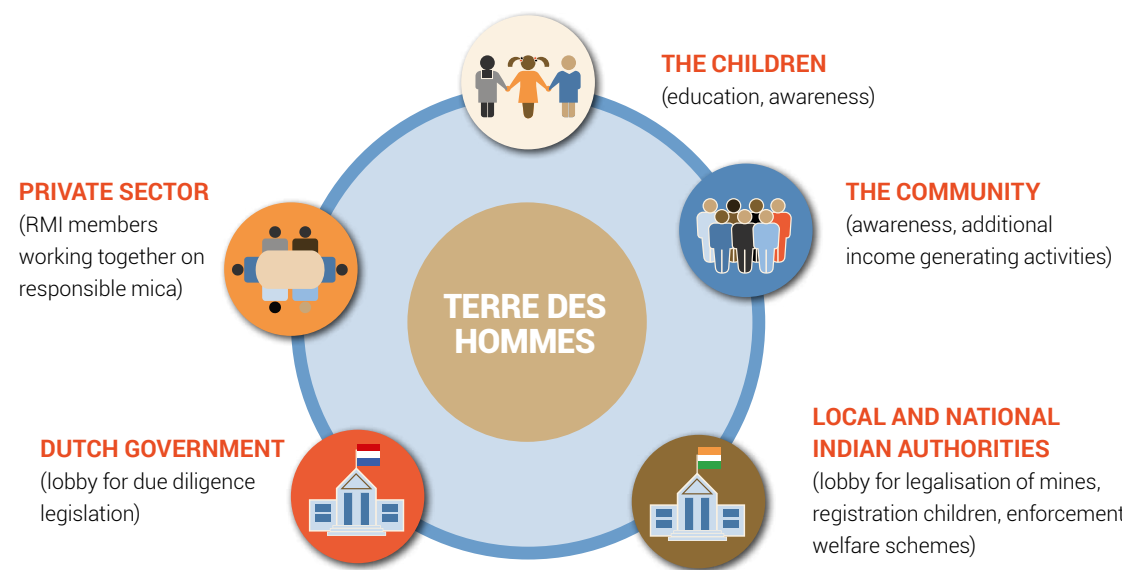 THE CHILDREN
(education, awareness)
THE COMMUNITY
(awareness, additional
income generating activities)
LOCAL AND NATIONAL
INDIAN AUTHORITIES
(lobby for legalisation of mines,
registration children, enforcement
welfare schemes)
DUTCH GOVERNMENT
(lobby for due diligence
legislation)
PRIVATE SECTOR
(RMI members
working together on
responsible mica)
TERRE DES
HOMMES